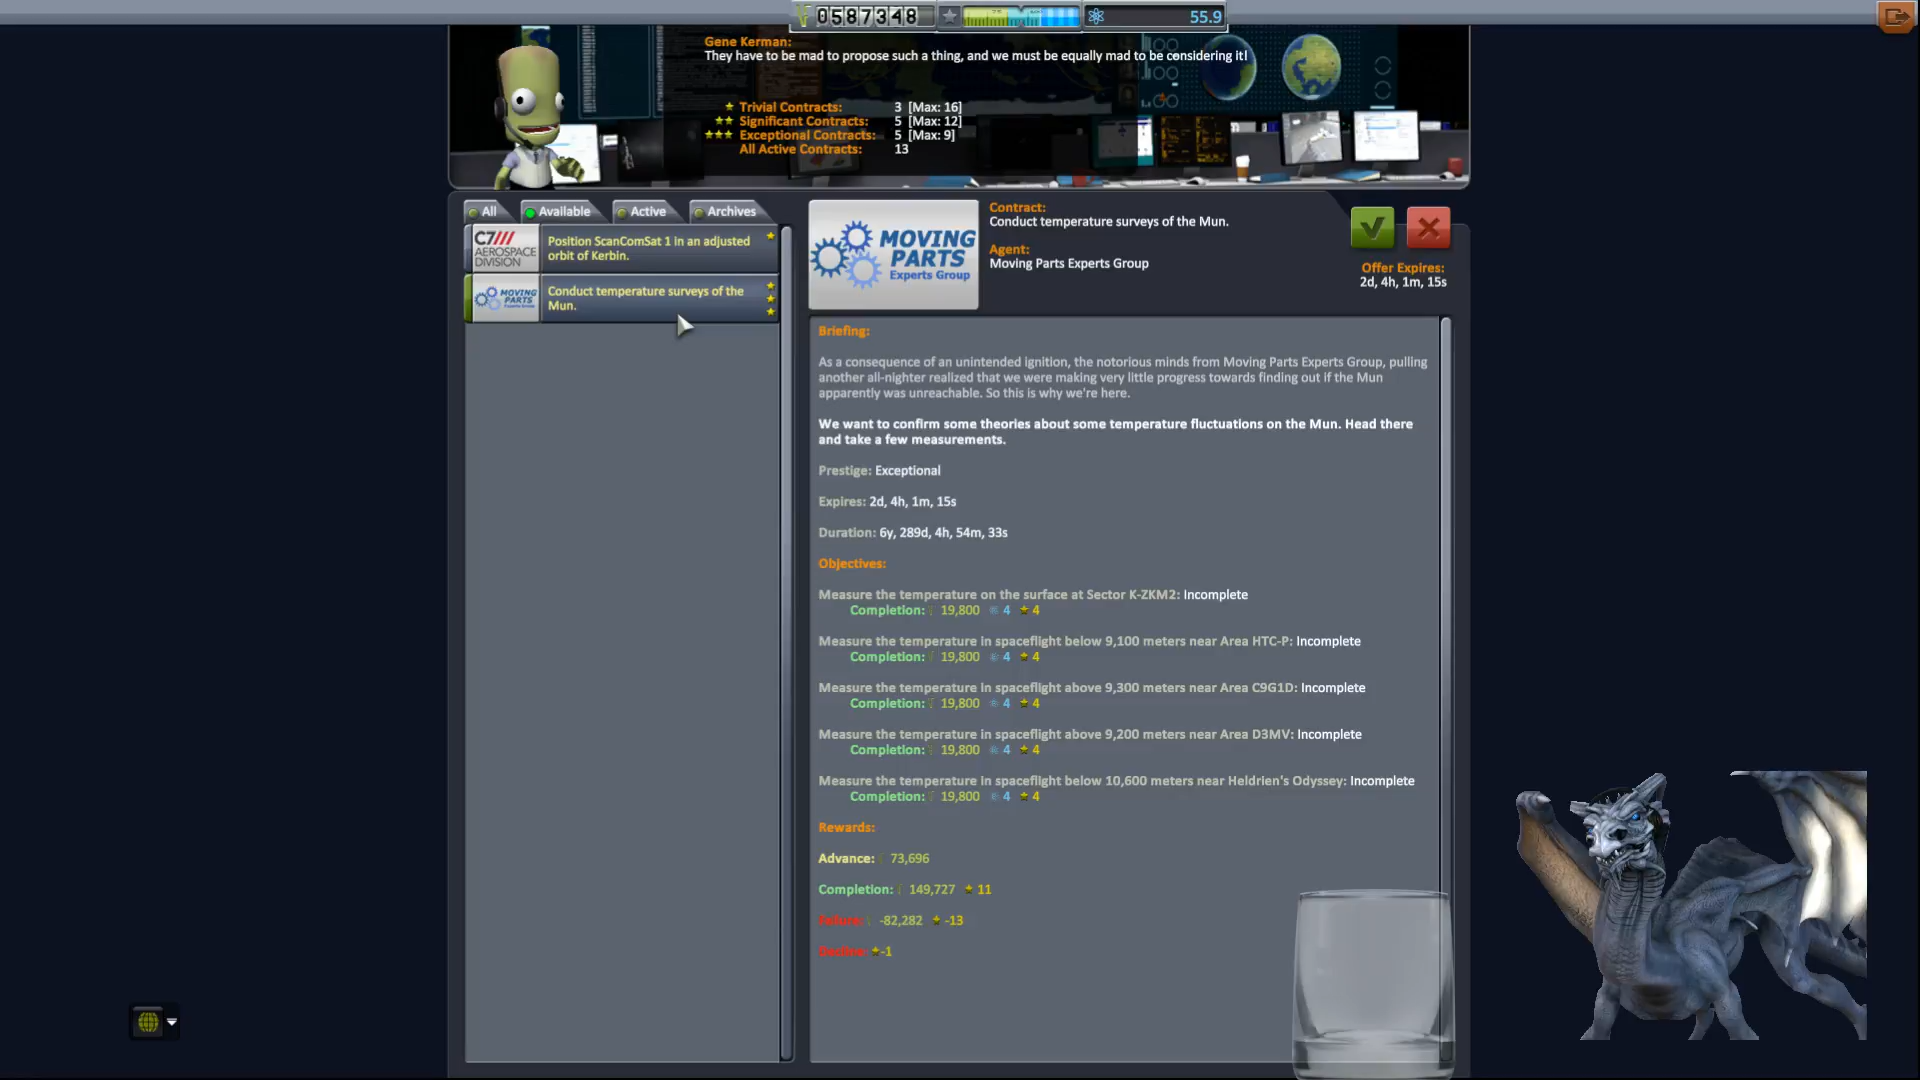 0587348
55.9
Gene Kerman:
They have to be mad to propose such a thing, and we must be equally mad to be considering it!
Trivial Contracts: 3 [Max: 16]
Significant Contracts: 5 [Max: 12]
Exceptional Contracts: 5 [Max: 9]
All Active Contracts: 13
All
Available
Active
Archives
C7///
AEROSPACE
DIVISION
Position ScanComSat 1 in an adjusted
orbit of Kerbin.
MOVING
PARTS
Conduct temperature surveys of the
Mun.
MOVING
PARTS
Experts Group
Contract:
Conduct temperature surveys of the Mun.
Agent:
Moving Parts Experts Group
Offer Expires:
2d, 4h, 1m, 15s
Briefing:
As a consequence of an unintended ignition, the notorious minds from Moving Parts Experts Group, pulling
another all-nighter realized that we were making very little progress towards finding out if the Mun
apparently was unreachable. So this is why we're here.
We want to confirm some theories about some temperature fluctuations on the Mun. Head there
and take a few measurements.
Prestige: Exceptional
Expires: 2d, 4h, 1m, 15s
Duration: 6y, 289d, 4h, 54m, 33s
Objectives:
Measure the temperature on the surface at Sector K-ZKM2: Incomplete
Completion: 19,800 4 4
Measure the temperature in spaceflight below 9,100 meters near Area HTC-P: Incomplete
Completion: 19,800 4 4
Measure the temperature in spaceflight above 9,300 meters near Area C9G1D: Incomplete
Completion: 19,800 4 4
Measure the temperature in spaceflight above 9,200 meters near Area D3MV: Incomplete
Completion: 19,800 4 4
Measure the temperature in spaceflight below 10,600 meters near Heldrien's Odyssey: Incomplete
Completion: 19,800 4 4
Rewards:
Advance: 73,696
Completion: 149,727 11
Failure: -82,282 -13
Decline: -1